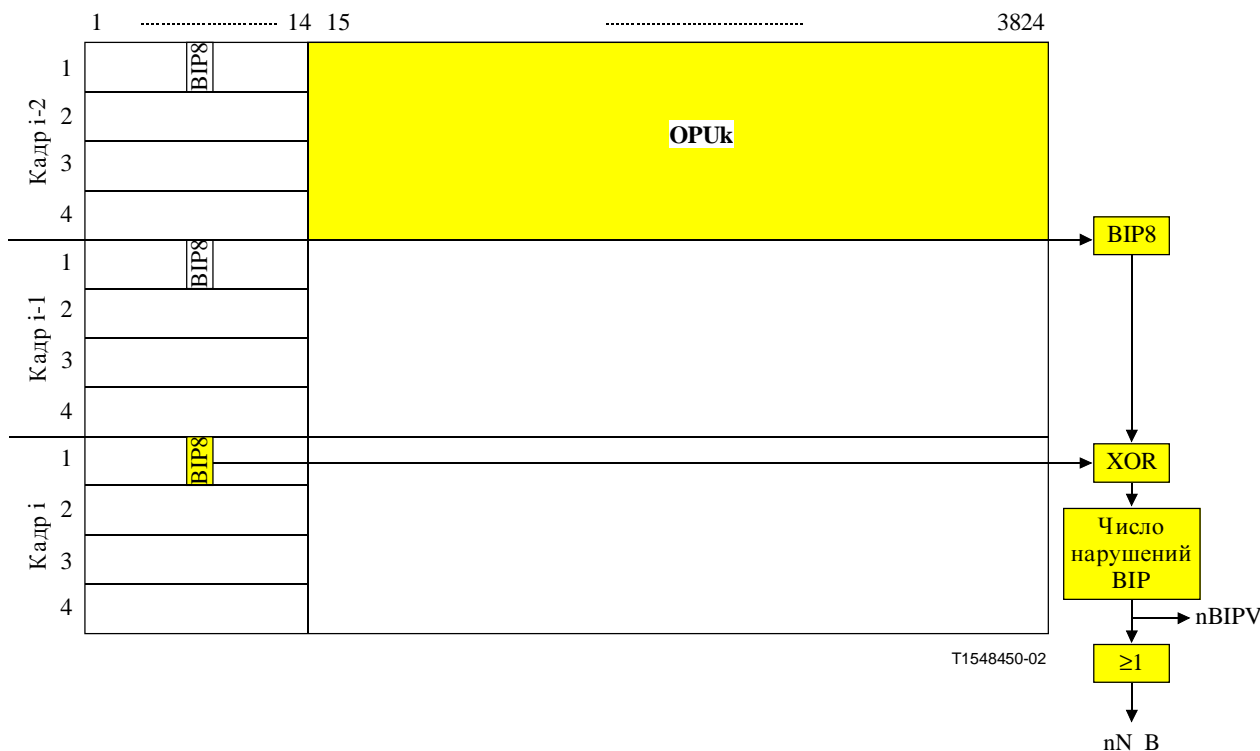 1 14 15 3824
Кадр i-2
1
BIP8
2
3
4
OPUk
BIP8
Кадр i-1
1
BIP8
2
3
4
Кадр i
1
BIP8
2
3
4
XOR
Число
нарушений
BIP
nBIPV
≥1
nN_B
T1548450-02